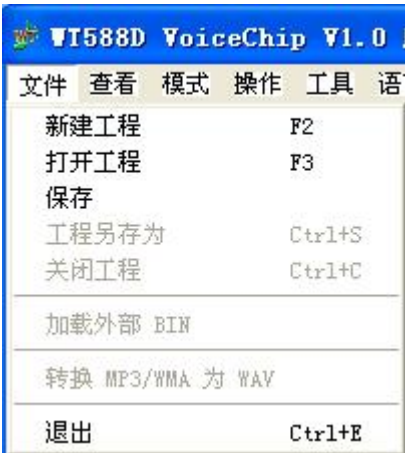 WT588D VoiceChip V1.0
文件 查看 模式 操作 工具 语
新建工程 F2
打开工程 F3
保存
工程另存为 Ctrl+S
关闭工程 Ctrl+C
加载外部 BIN
转换 MP3/WMA 为 WAV
退出 Ctrl+E